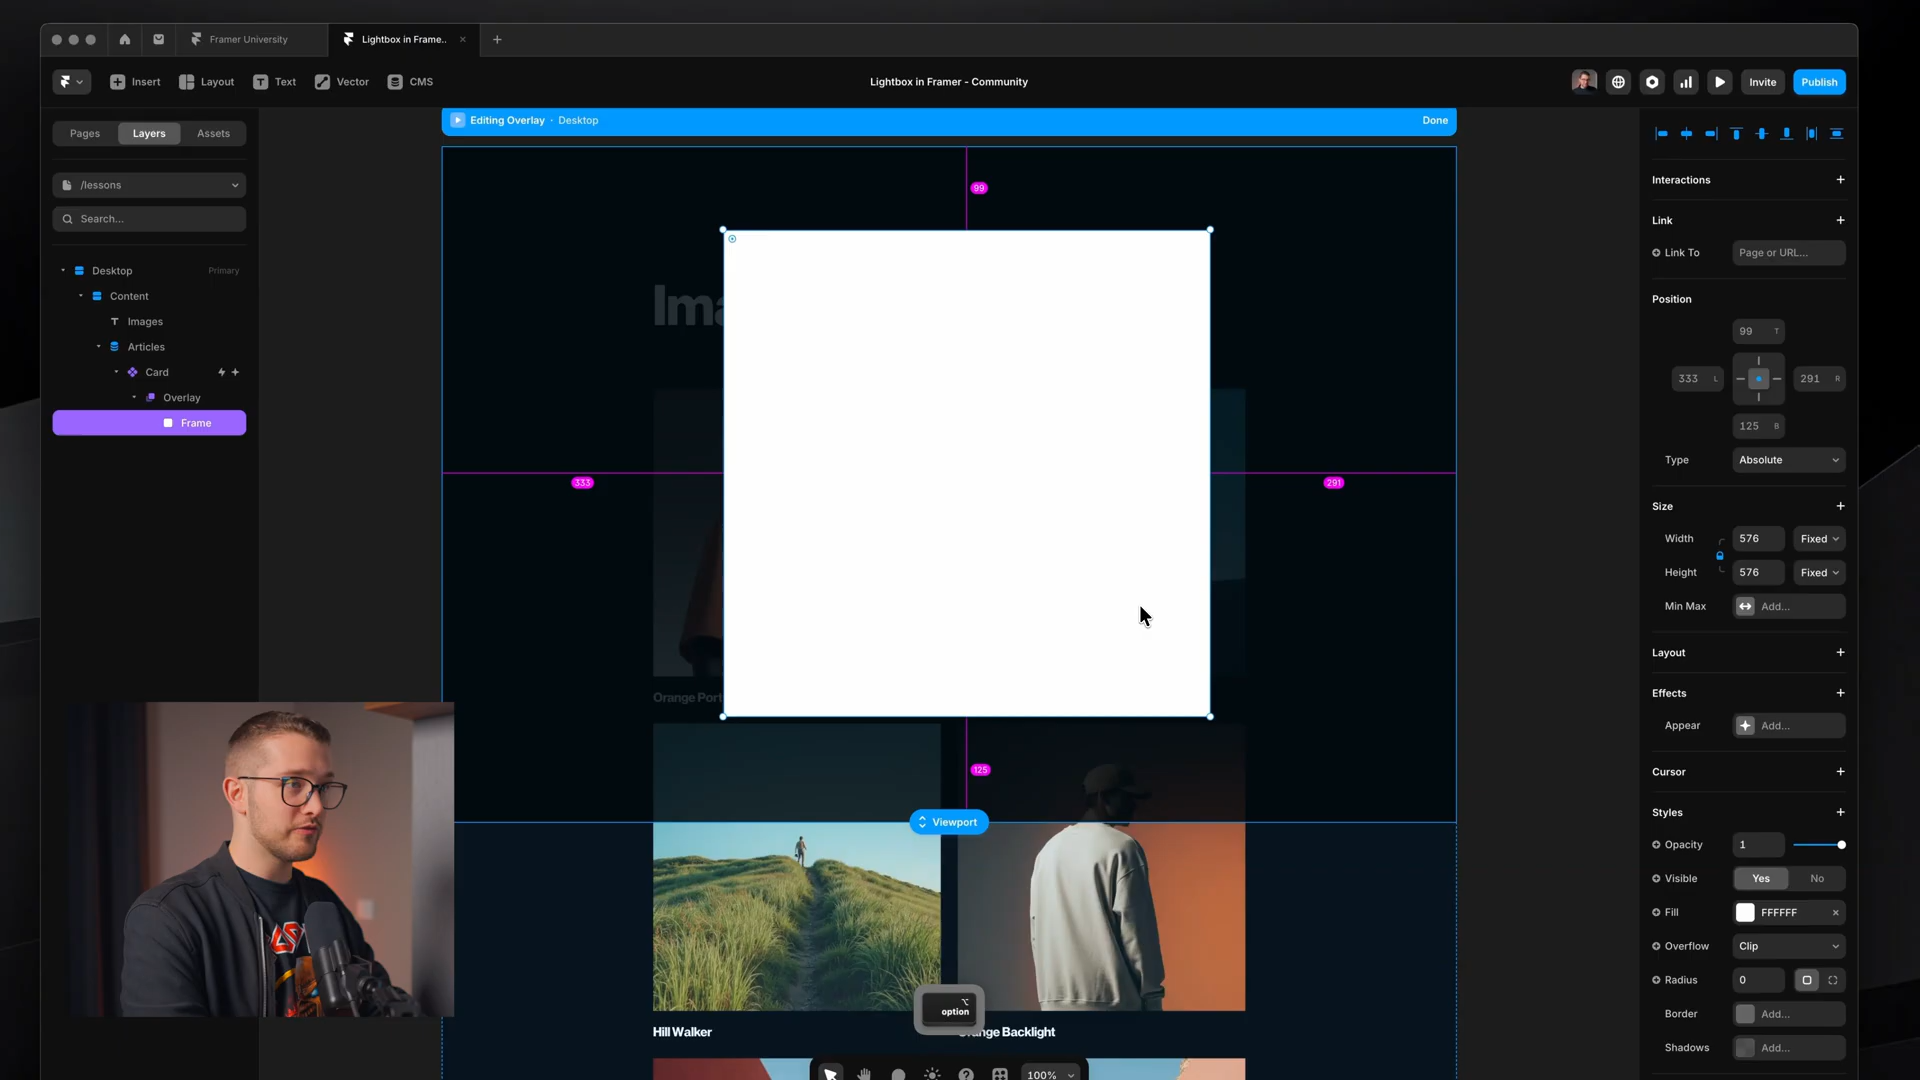 Framer University
Lightbox in Frame..
Insert
Layout
Text
Vector
CMS
Lightbox in Framer - Community
Invite
Publish
Pages
Layers
Assets
/lessons
Search...
Desktop
Primary
Content
Images
Articles
Card
Overlay
Frame
Editing Overlay · Desktop
Done
99
Ima
333
291
Orange Port
125
Viewport
Hill Walker
nge Backlight
⌥
option
100%
Interactions
Link
Link To
Page or URL...
Position
99 T
333 L
291 R
125 B
Type
Absolute
Size
Width
576
Fixed
Height
576
Fixed
Min Max
Add...
Layout
Effects
Appear
Add...
Cursor
Styles
Opacity
1
Visible
Yes
No
Fill
FFFFFF
Overflow
Clip
Radius
0
Border
Add...
Shadows
Add...